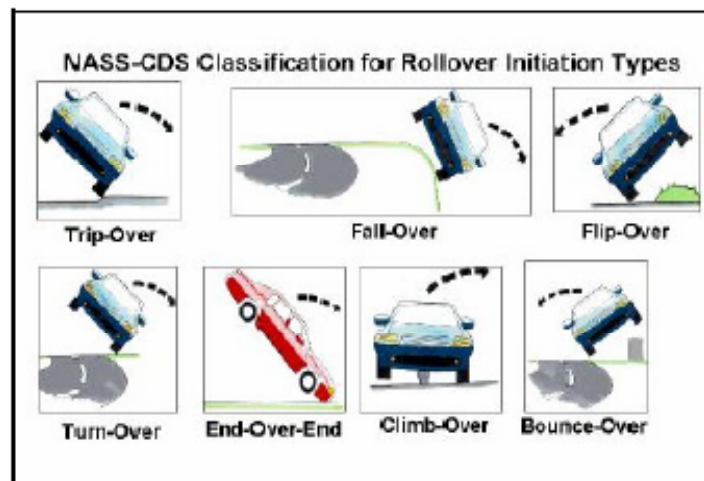 NASS-CDS Classification for Rollover Initiation Types
Trip-Over
Fall-Over
Flip-Over
Turn-Over
End-Over-End
Climb-Over
Bounce-Over